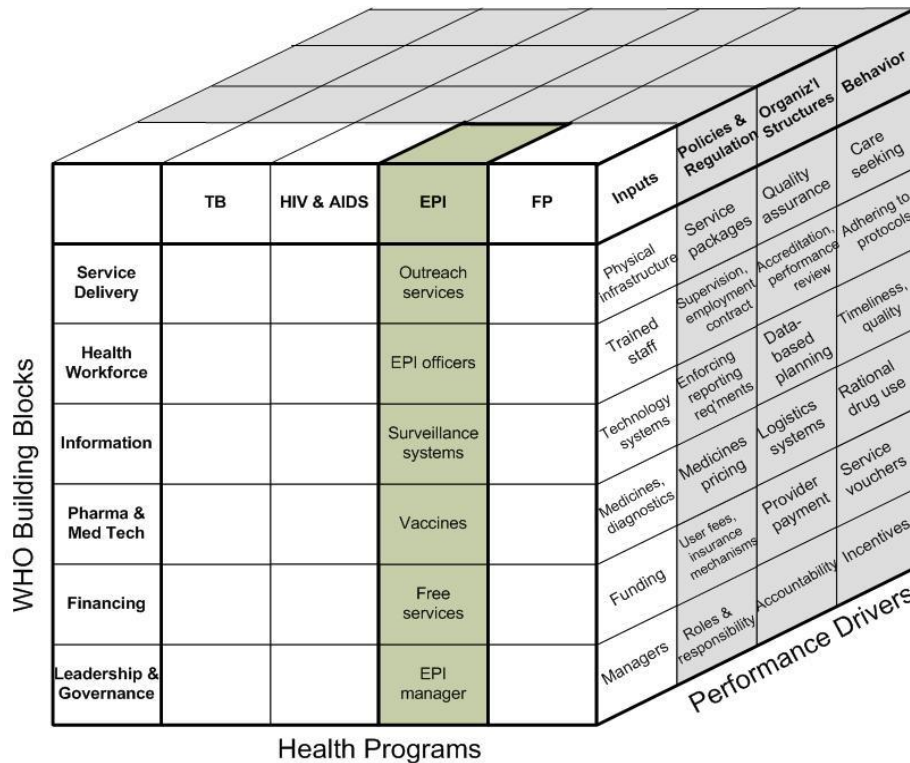 TB
HIV & AIDS
EPI
FP
Inputs
Policies &
Regulation
Organiz'l
Structures
Behavior
Service
Delivery
Outreach
services
Physical
infrastructure
Service
packages
Quality
assurance
Care
seeking
Health
Workforce
EPI officers
Trained
staff
Supervision,
employment
contract
Accreditation,
performance
review
Adhering to
protocols
Information
Surveillance
systems
Technology
systems
Enforcing
reporting
req'ments
Data-
based
planning
Timeliness,
quality
Pharma &
Med Tech
Vaccines
Medicines,
diagnostics
Medicines
pricing
Logistics
systems
Rational
drug use
Financing
Free
services
Funding
User fees,
insurance
mechanisms
Provider
payment
Service
vouchers
Leadership &
Governance
EPI
manager
Managers
Roles &
responsibility
Accountability
Incentives
WHO Building Blocks
Health Programs
Performance Drivers